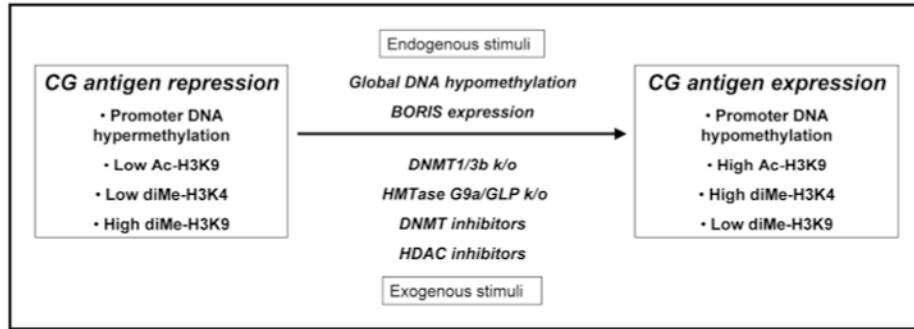 CG antigen repression
• Promoter DNA
hypermethylation
• Low Ac-H3K9
• Low diMe-H3K4
• High diMe-H3K9
Endogenous stimuli
Global DNA hypomethylation
BORIS expression
DNMT1/3b k/o
HMTase G9a/GLP k/o
DNMT inhibitors
HDAC inhibitors
Exogenous stimuli
CG antigen expression
• Promoter DNA
hypomethylation
• High Ac-H3K9
• High diMe-H3K4
• Low diMe-H3K9